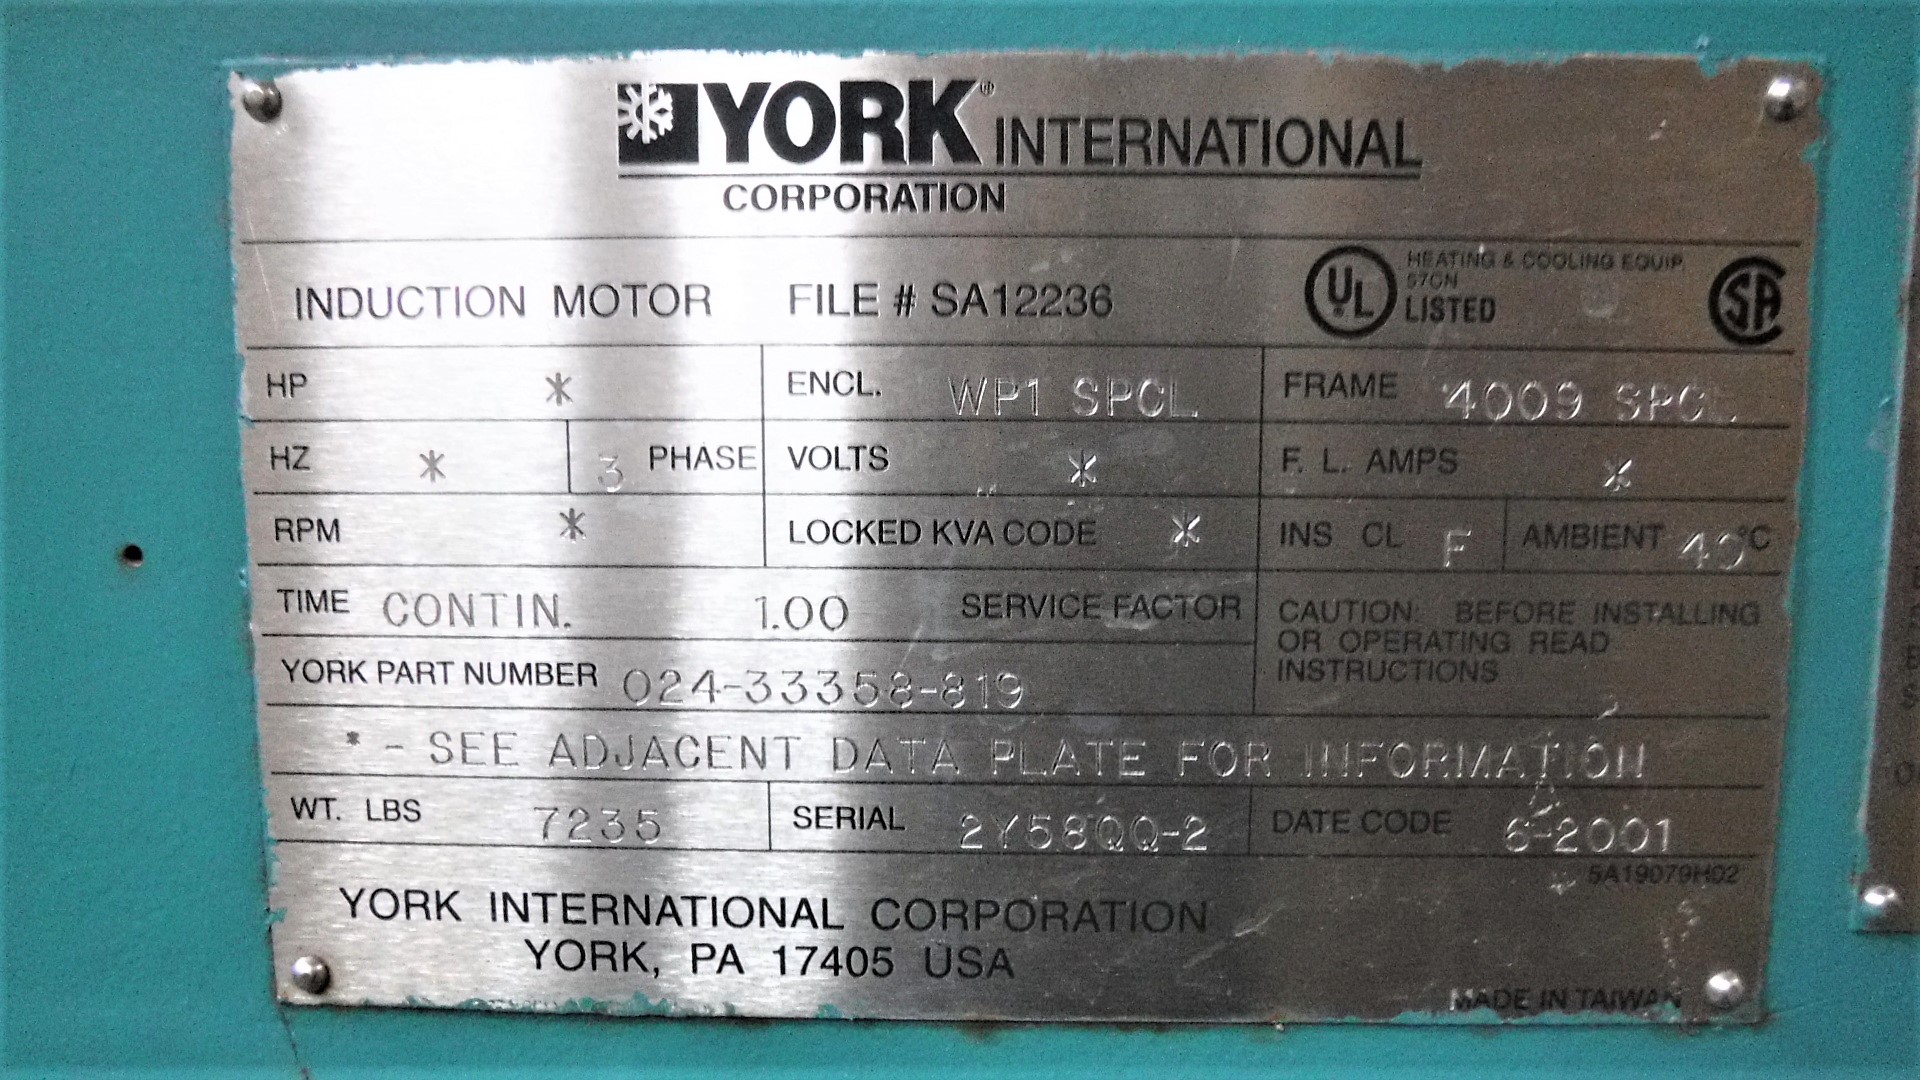 YORK® INTERNATIONAL
CORPORATION
INDUCTION MOTOR FILE # SA12236
UL® LISTED HEATING & COOLING EQUIP. 57CN
SA
HP * ENCL. WP1 SPCL FRAME 4009 SPCL
HZ * 3 PHASE VOLTS * F. L. AMPS *
RPM * LOCKED KVA CODE * INS CL F AMBIENT 40°C
TIME CONTIN. 1.00 SERVICE FACTOR
CAUTION: BEFORE INSTALLING
OR OPERATING READ
INSTRUCTIONS
YORK PART NUMBER 024-33358-819
* - SEE ADJACENT DATA PLATE FOR INFORMATION
WT. LBS 7235 SERIAL 2Y58QQ-2 DATE CODE 6-2001
5A19079H02
YORK INTERNATIONAL CORPORATION
YORK, PA 17405 USA
MADE IN TAIWAN